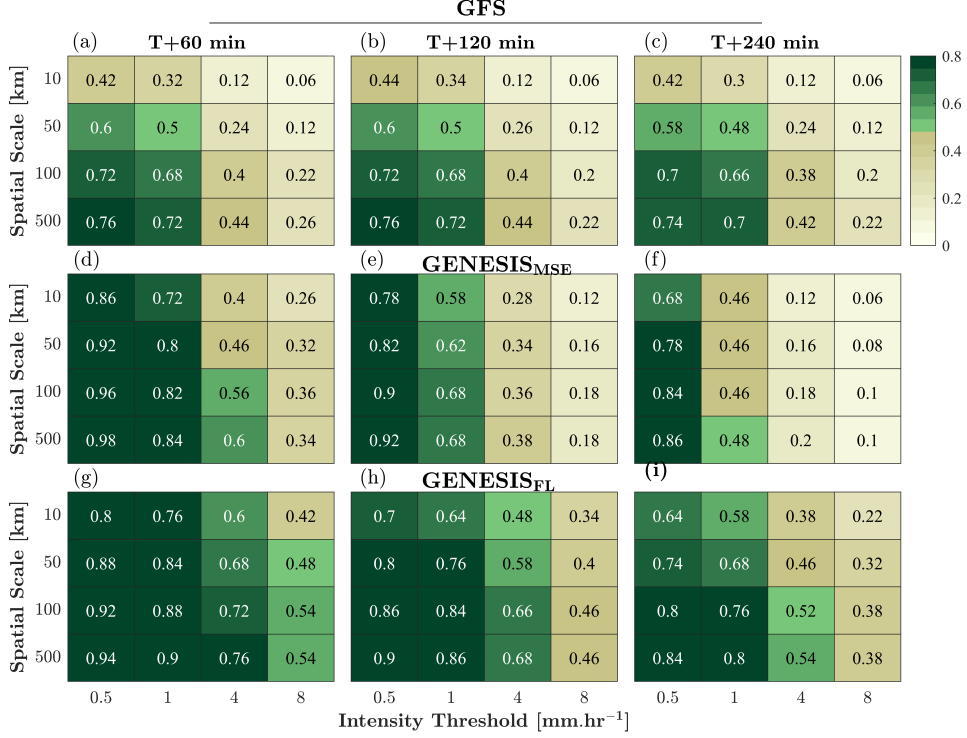 GFS
(a) T+60 min (b) T+120 min (c) T+240 min
Spatial Scale [km]
10 0.42 0.32 0.12 0.06 0.44 0.34 0.12 0.06 0.42 0.3 0.12 0.06 0.8
50 0.6 0.5 0.24 0.12 0.6 0.5 0.26 0.12 0.58 0.48 0.24 0.12 0.6
100 0.72 0.68 0.4 0.22 0.72 0.68 0.4 0.2 0.7 0.66 0.38 0.2 0.4
500 0.76 0.72 0.44 0.26 0.76 0.72 0.44 0.22 0.74 0.7 0.42 0.22 0.2
0
(d) (e) GENESIS_MSE (f)
Spatial Scale [km]
10 0.86 0.72 0.4 0.26 0.78 0.58 0.28 0.12 0.68 0.46 0.12 0.06
50 0.92 0.8 0.46 0.32 0.82 0.62 0.34 0.16 0.78 0.46 0.16 0.08
100 0.96 0.82 0.56 0.36 0.9 0.68 0.36 0.18 0.84 0.46 0.18 0.1
500 0.98 0.84 0.6 0.34 0.92 0.68 0.38 0.18 0.86 0.48 0.2 0.1
(g) (h) GENESIS_FL (i)
Spatial Scale [km]
10 0.8 0.76 0.6 0.42 0.7 0.64 0.48 0.34 0.64 0.58 0.38 0.22
50 0.88 0.84 0.68 0.48 0.8 0.76 0.58 0.4 0.74 0.68 0.46 0.32
100 0.92 0.88 0.72 0.54 0.86 0.84 0.66 0.46 0.8 0.76 0.52 0.38
500 0.94 0.9 0.76 0.54 0.9 0.86 0.68 0.46 0.84 0.8 0.54 0.38
0.5 1 4 8 0.5 1 4 8 0.5 1 4 8
Intensity Threshold [mm.hr⁻¹]